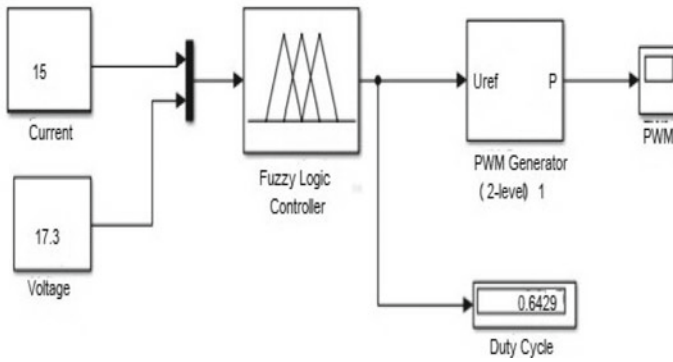 15
Current
17.3
Voltage
Fuzzy Logic
Controller
Uref P
PWM Generator
( 2-level) 1
PWM
0.6429
Duty Cycle